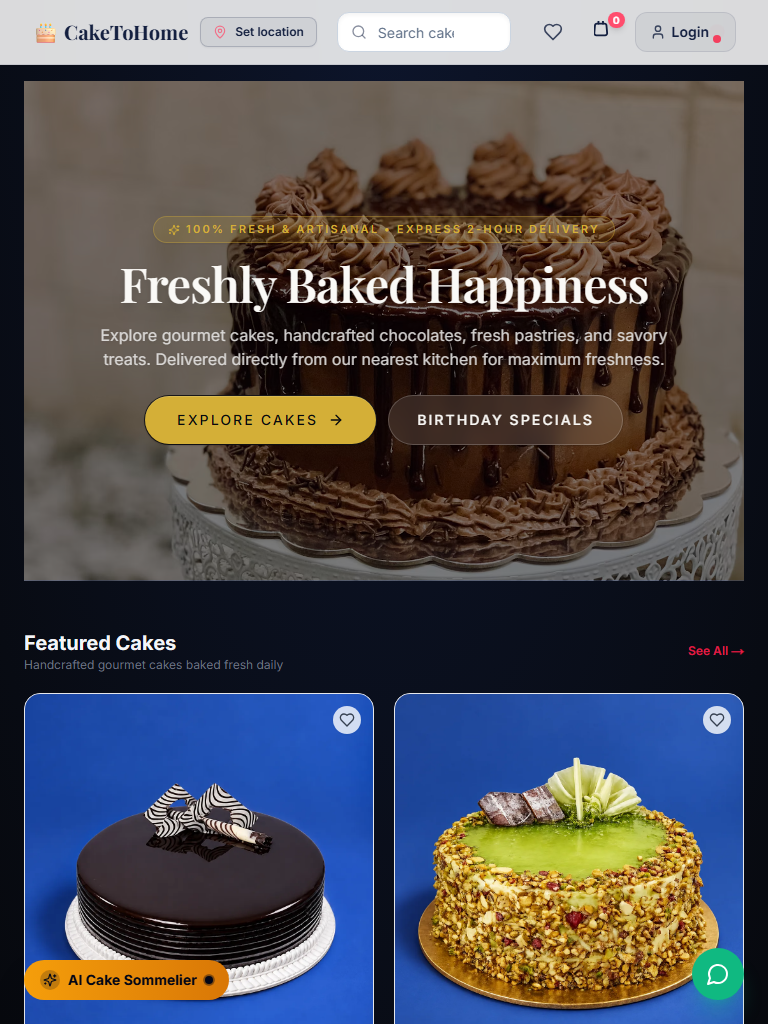 CakeToHome
Set location
Search cake
0
Login
100% FRESH & ARTISANAL • EXPRESS 2-HOUR DELIVERY
Freshly Baked Happiness
Explore gourmet cakes, handcrafted chocolates, fresh pastries, and savory
treats. Delivered directly from our nearest kitchen for maximum freshness.
EXPLORE CAKES →
BIRTHDAY SPECIALS
Featured Cakes
See All →
Handcrafted gourmet cakes baked fresh daily
AI Cake Sommelier